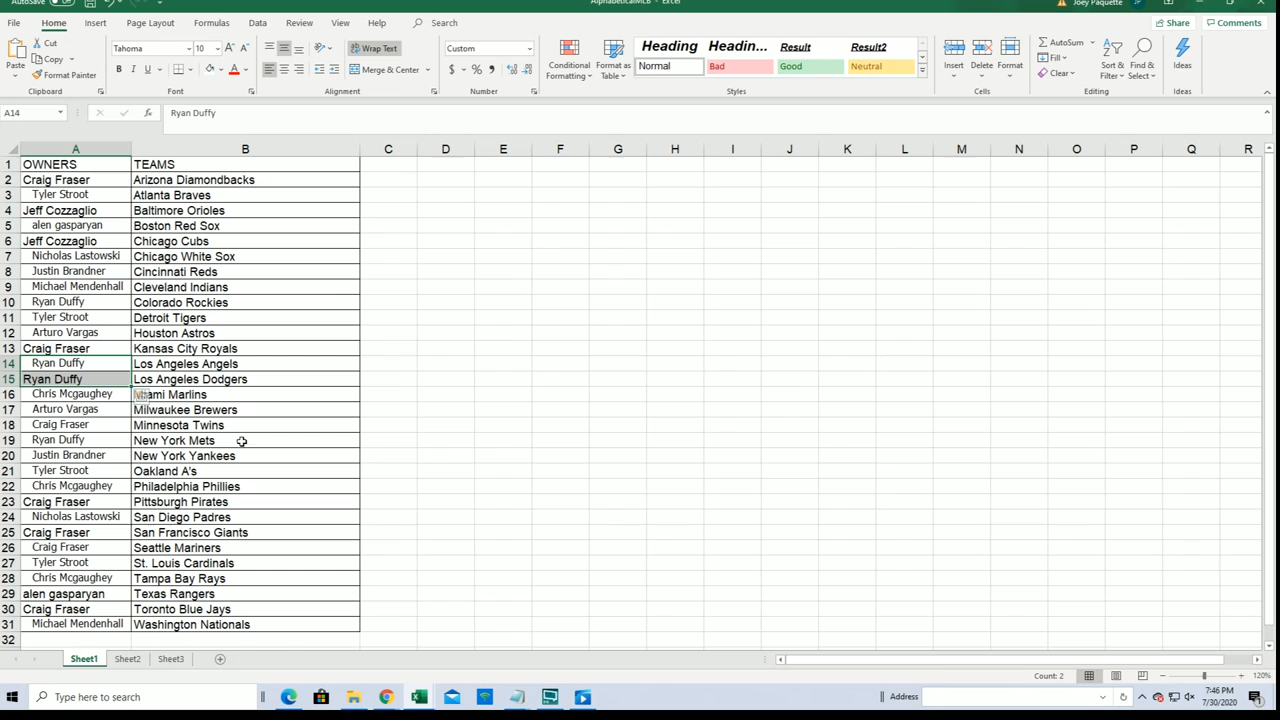 AutoSave Off AlphabeticalMLB - Excel Joey Paquette JP
File Home Insert Page Layout Formulas Data Review View Help Search Share Comments
Paste Cut Copy Format Painter Clipboard
Tahoma 10 B I U Font
Wrap Text Merge & Center Alignment
Custom $ % , Number
Conditional Formatting Format as Table
Heading Headin... Result Result2
Normal Bad Good Neutral
Styles
Insert Delete Format Cells
AutoSum Fill Clear Sort & Filter Find & Select Editing
Ideas Ideas
A14 fx Ryan Duffy
A B C D E F G H I J K L M N O P Q R
1 OWNERS TEAMS
2 Craig Fraser Arizona Diamondbacks
3 Tyler Stroot Atlanta Braves
4 Jeff Cozzaglio Baltimore Orioles
5 alen gasparyan Boston Red Sox
6 Jeff Cozzaglio Chicago Cubs
7 Nicholas Lastowski Chicago White Sox
8 Justin Brandner Cincinnati Reds
9 Michael Mendenhall Cleveland Indians
10 Ryan Duffy Colorado Rockies
11 Tyler Stroot Detroit Tigers
12 Arturo Vargas Houston Astros
13 Craig Fraser Kansas City Royals
14 Ryan Duffy Los Angeles Angels
15 Ryan Duffy Los Angeles Dodgers
16 Chris Mcgaughey Miami Marlins
17 Arturo Vargas Milwaukee Brewers
18 Craig Fraser Minnesota Twins
19 Ryan Duffy New York Mets
20 Justin Brandner New York Yankees
21 Tyler Stroot Oakland A's
22 Chris Mcgaughey Philadelphia Phillies
23 Craig Fraser Pittsburgh Pirates
24 Nicholas Lastowski San Diego Padres
25 Craig Fraser San Francisco Giants
26 Craig Fraser Seattle Mariners
27 Tyler Stroot St. Louis Cardinals
28 Chris Mcgaughey Tampa Bay Rays
29 alen gasparyan Texas Rangers
30 Craig Fraser Toronto Blue Jays
31 Michael Mendenhall Washington Nationals
32
Sheet1 Sheet2 Sheet3
Count: 2 120%
Type here to search Address 7:46 PM
7/30/2020